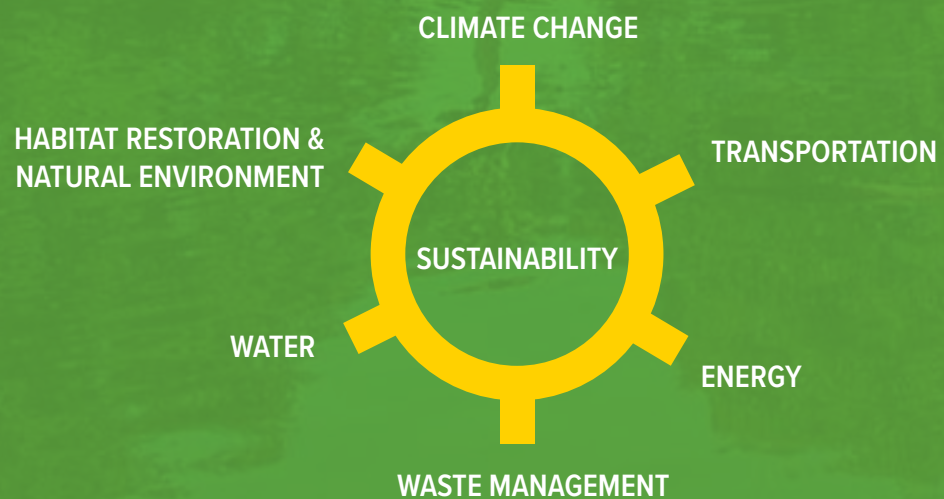 CLIMATE CHANGE
HABITAT RESTORATION &
NATURAL ENVIRONMENT
TRANSPORTATION
SUSTAINABILITY
WATER
ENERGY
WASTE MANAGEMENT